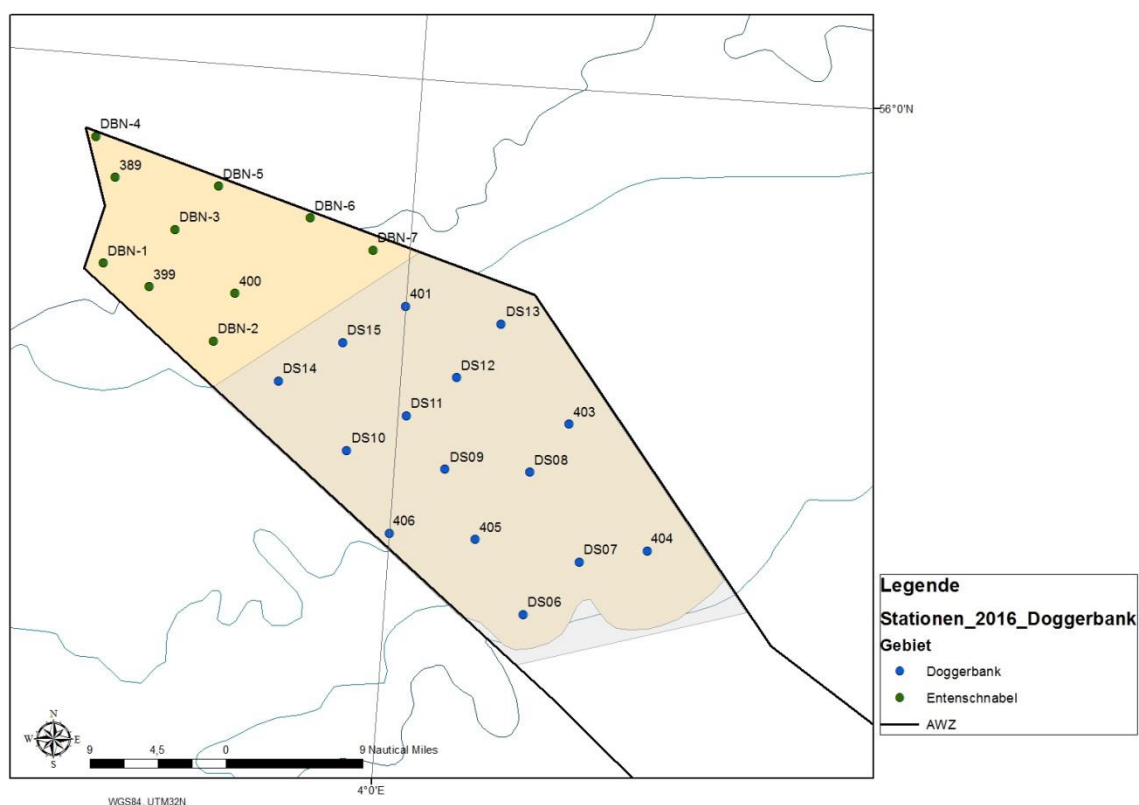 56°0'N
DBN-4
389
DBN-5
DBN-3
DBN-6
DBN-1
DBN-7
399
400
401
DBN-2
DS13
DS15
DS14
DS12
DS11
403
DS10
DS09
DS08
406
405
DS07
404
DS06
Legende
Stationen_2016_Doggerbank
Gebiet
Doggerbank
Entenschnabel
AWZ
N
W
E
S
9
4,5
0
9 Nautical Miles
4°0'E
WGS84, UTM32N